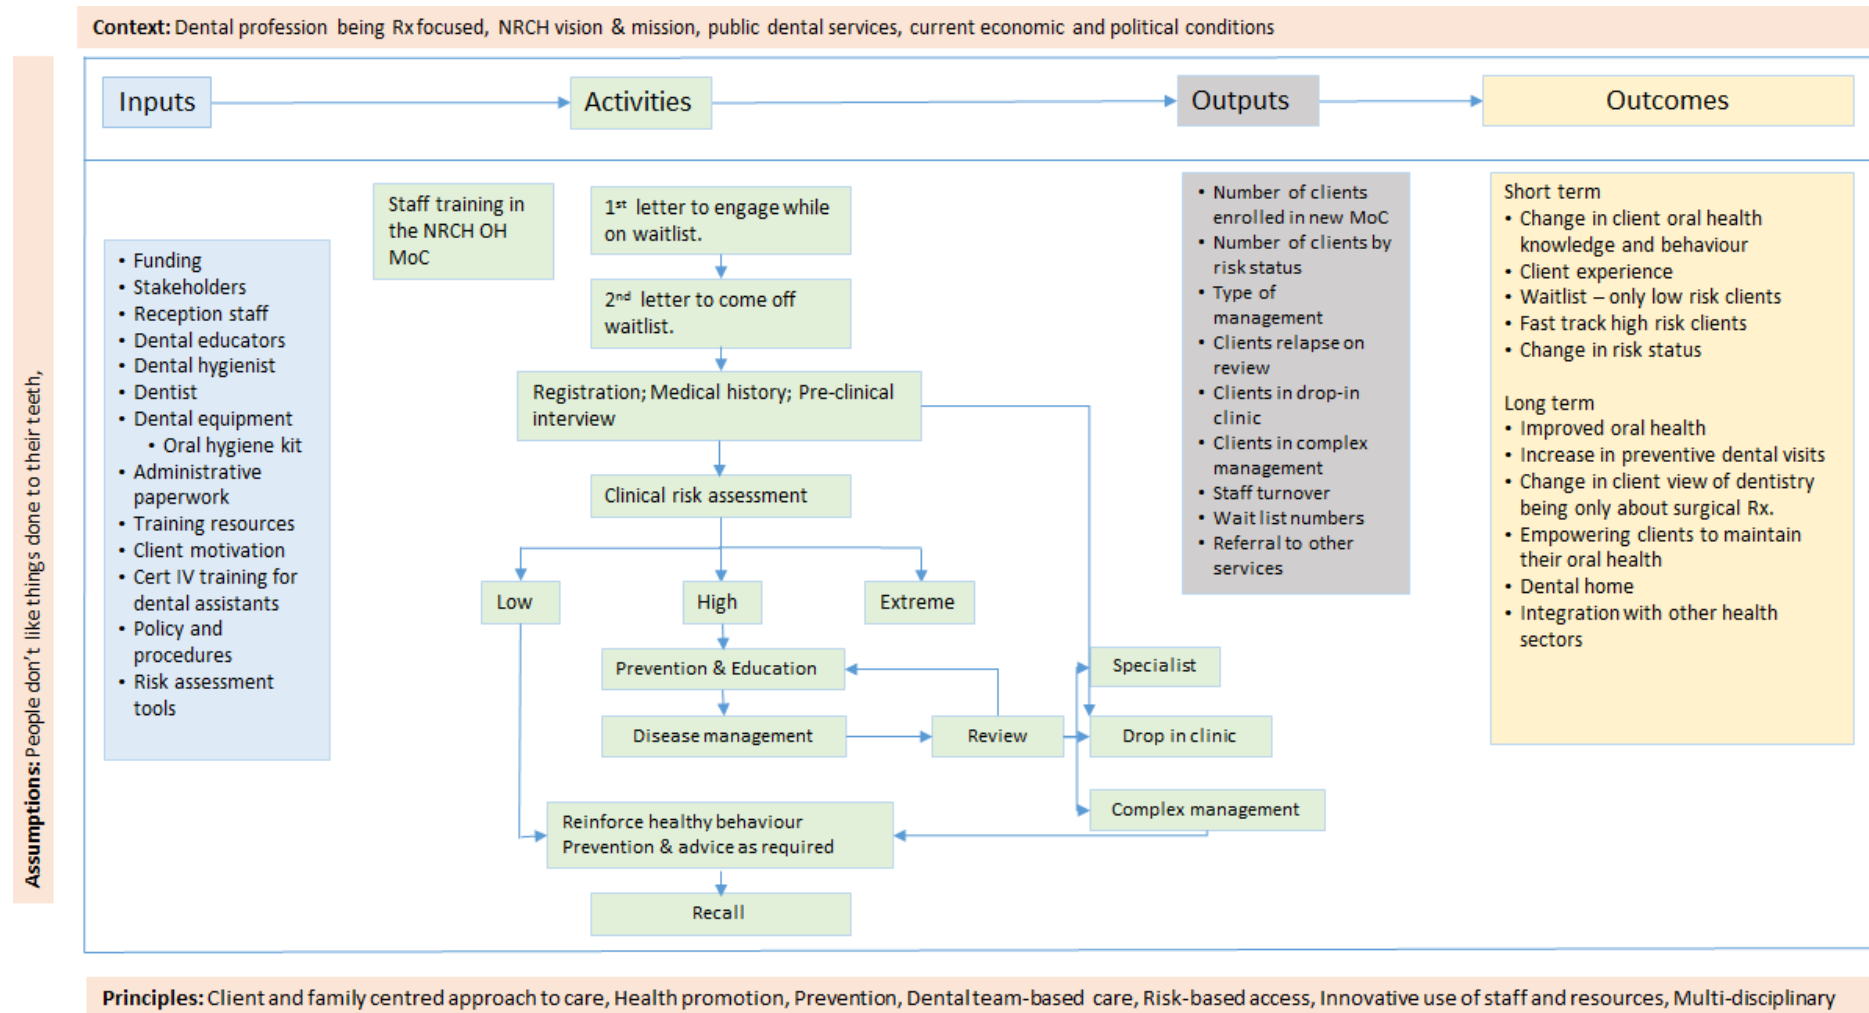 Context: Dental profession being Rx focused, NRCH vision & mission, public dental services, current economic and political conditions
Assumptions: People don't like things done to their teeth,
Inputs
Activities
Outputs
Outcomes
• Funding
• Stakeholders
• Reception staff
• Dental educators
• Dental hygienist
• Dentist
• Dental equipment
• Oral hygiene kit
• Administrative
paperwork
• Training resources
• Client motivation
• Cert IV training for
dental assistants
• Policy and
procedures
• Risk assessment
tools
Staff training in
the NRCH OH
MoC
1st letter to engage while
on waitlist.
2nd letter to come off
waitlist.
Registration; Medical history; Pre-clinical
interview
Clinical risk assessment
Low
High
Extreme
Prevention & Education
Disease management
Review
Specialist
Drop in clinic
Complex management
Reinforce healthy behaviour
Prevention & advice as required
Recall
• Number of clients
enrolled in new MoC
• Number of clients by
risk status
• Type of
management
• Clients relapse on
review
• Clients in drop-in
clinic
• Clients in complex
management
• Staff turnover
• Wait list numbers
• Referral to other
services
Short term
• Change in client oral health
knowledge and behaviour
• Client experience
• Waitlist – only low risk clients
• Fast track high risk clients
• Change in risk status
Long term
• Improved oral health
• Increase in preventive dental visits
• Change in client view of dentistry
being only about surgical Rx.
• Empowering clients to maintain
their oral health
• Dental home
• Integration with other health
sectors
Principles: Client and family centred approach to care, Health promotion, Prevention, Dental team-based care, Risk-based access, Innovative use of staff and resources, Multi-disciplinary